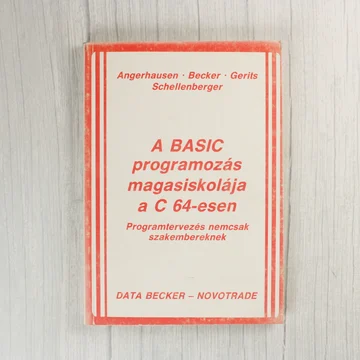 Angerhausen · Becker · Gerits
Schellenberger
A BASIC
programozás
magasiskolája
a C 64-esen
Programtervezés nemcsak
szakembereknek
DATA BECKER – NOVOTRADE